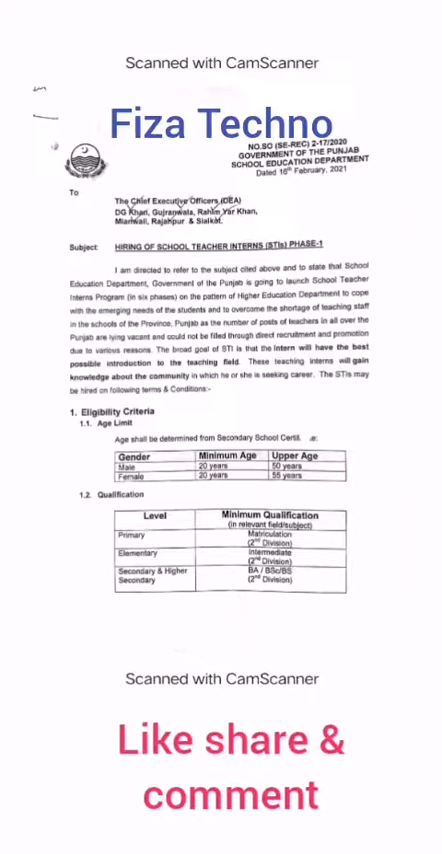 Scanned with CamScanner
Fiza Techno
NO.SO (SE-REC) 2-17/2020
GOVERNMENT OF THE PUNJAB
SCHOOL EDUCATION DEPARTMENT
Dated 16th February, 2021
To
The Chief Executive Officers (DEA)
DG Khan, Gujranwala, Rahim Yar Khan,
Mianwali, Rajanpur & Sialkot.
Subject: HIRING OF SCHOOL TEACHER INTERNS (STIs) PHASE-1
I am directed to refer to the subject cited above and to state that School
Education Department, Government of the Punjab is going to launch School Teacher
Interns Program (in six phases) on the pattern of Higher Education Department to cope
with the emerging needs of the students and to overcome the shortage of teaching staff
in the schools of the Province, Punjab as the number of posts of teachers in all over the
Punjab are lying vacant and could not be filled through direct recruitment and promotion
due to various reasons. The broad goal of STI is that the Intern will have the best
possible introduction to the teaching field. These teaching interns will gain
knowledge about the community in which he or she is seeking career. The STIs may
be hired on following terms & Conditions:-
1. Eligibility Criteria
1.1. Age Limit
Age shall be determined from Secondary School Certi
Gender Minimum Age Upper Age
Male 20 years 50 years
Female 20 years 55 years
1.2. Qualification
Level Minimum Qualification
(in relevant field/subject)
Primary Matriculation
(2nd Division)
Elementary Intermediate
(2nd Division)
Secondary & Higher BA / BSc/BS
Secondary (2nd Division)
Scanned with CamScanner
Like share &
comment